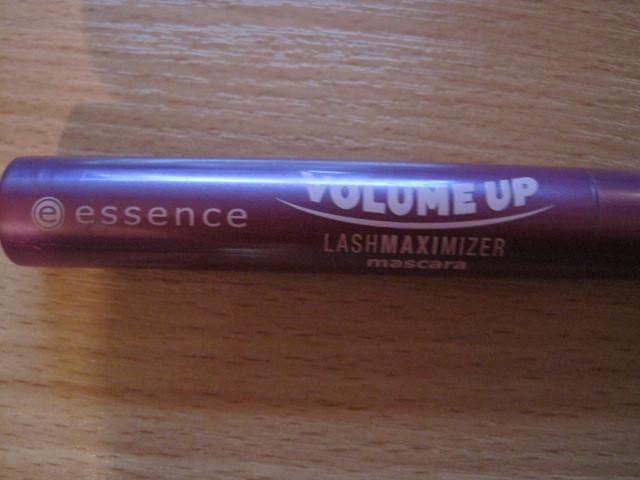 e essence
VOLUME UP
LASHMAXIMIZER
mascara